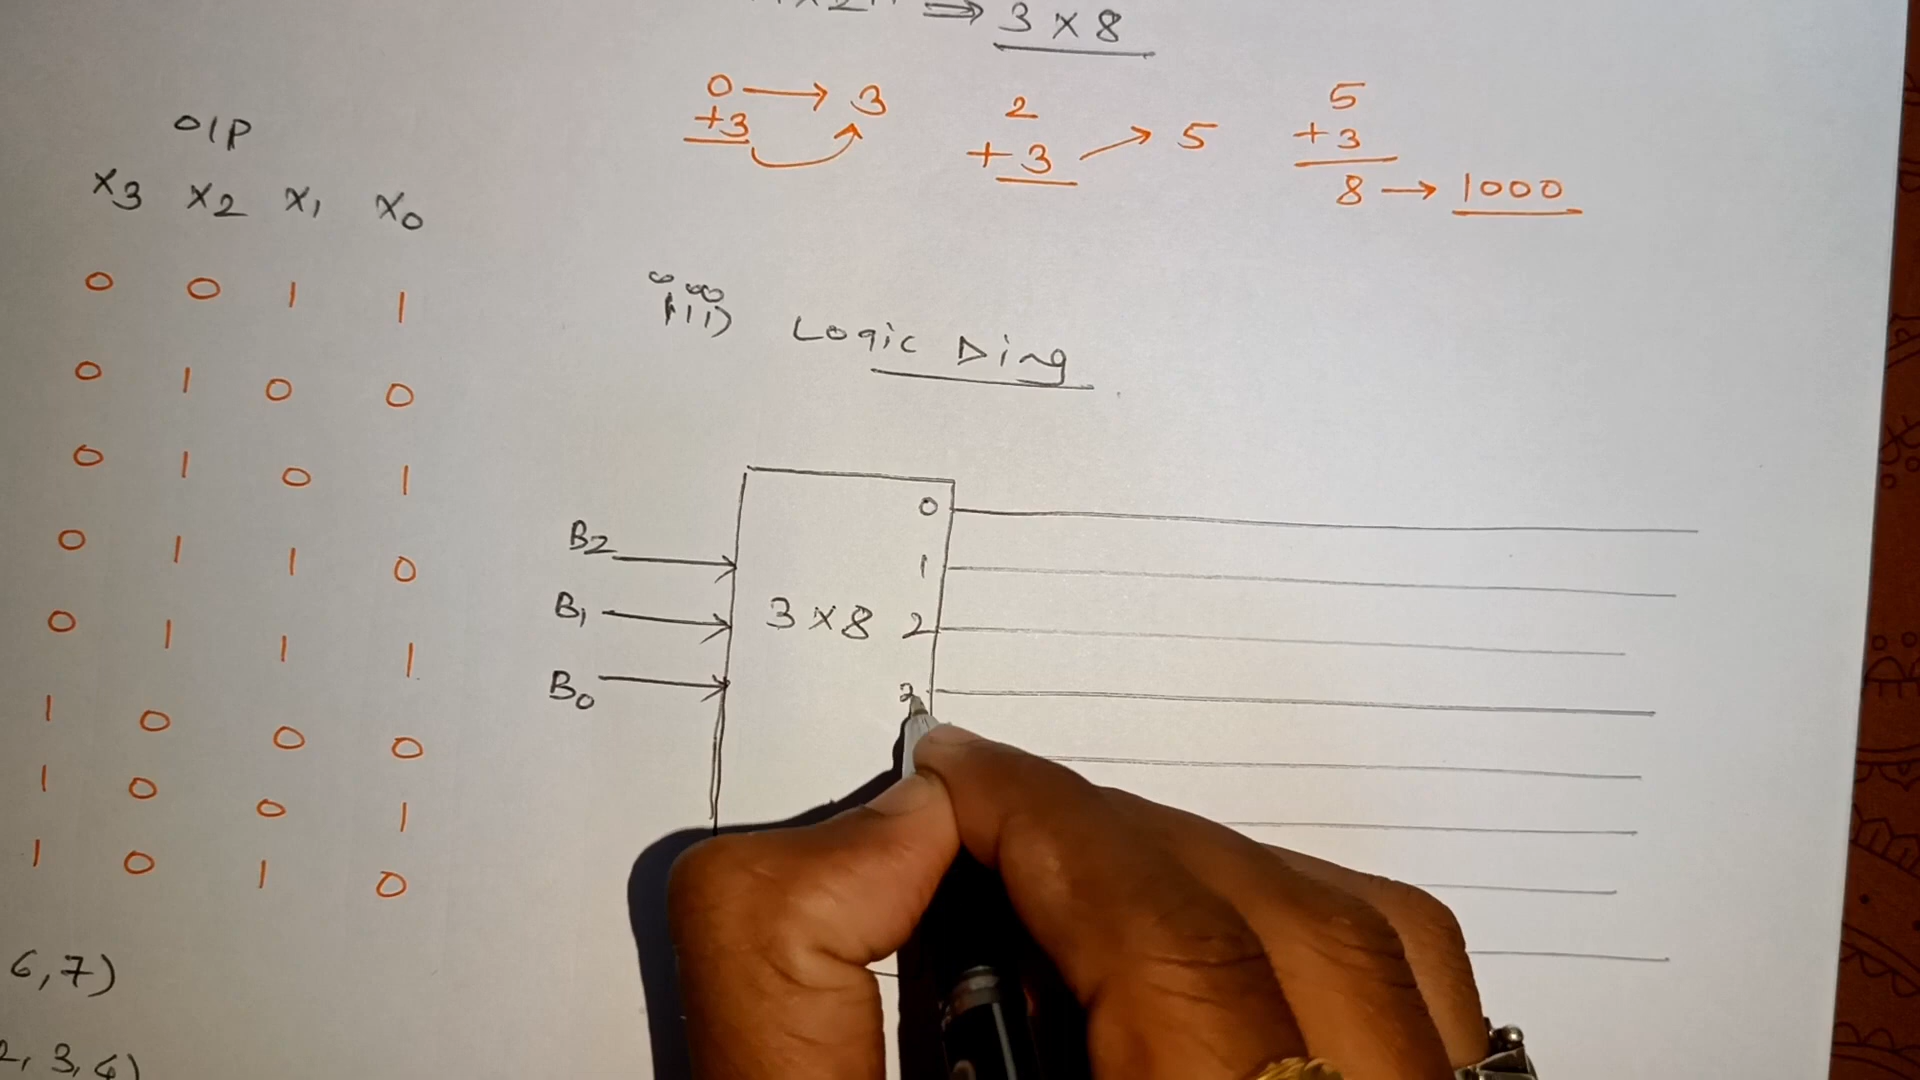 ⇒ 3 × 8
0 → 3
+3
2
+3 → 5
5
+3
8 → 1000
O/P
X3 X2 X1 X0
0 0 1 1
0 1 0 0
0 1 0 1
0 1 1 0
0 1 1 1
1 0 0 0
1 0 0 1
1 0 1 0
6,7)
2, 3, 4)
iii) Logic Ding
B2
B1
B0
3×8
0
1
2